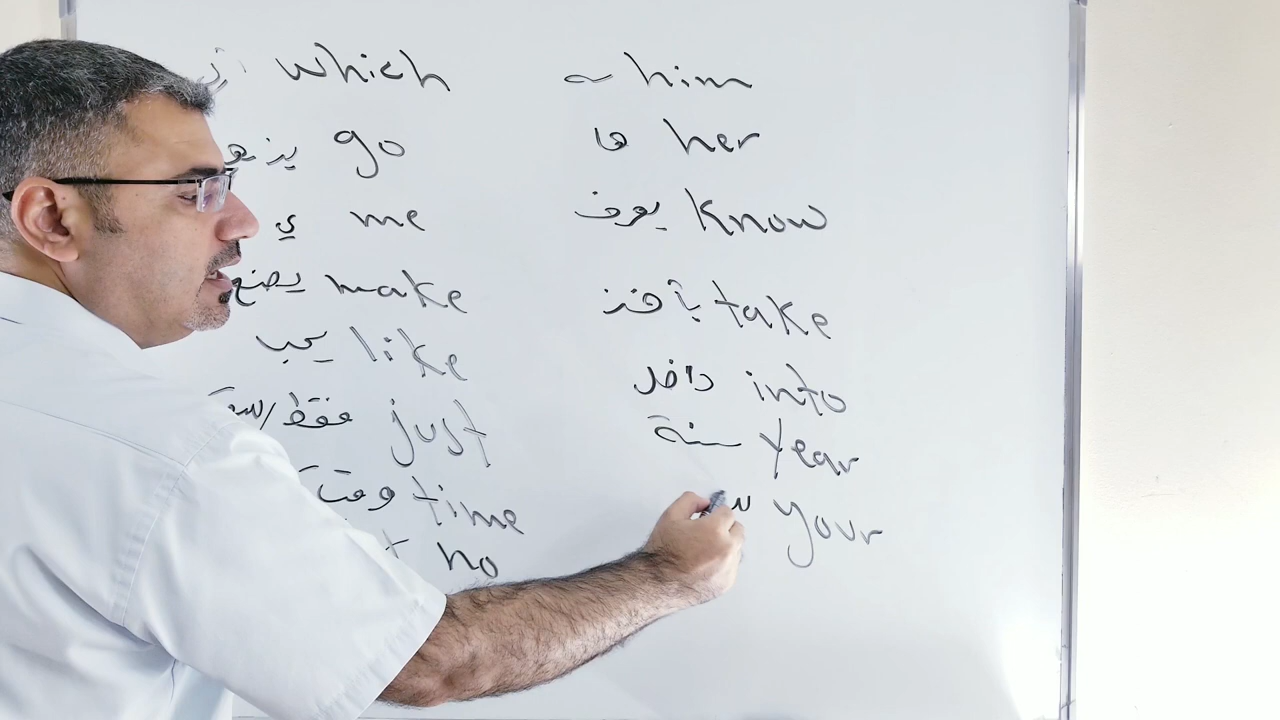 which
go
ي me
يصنع make
يحب like
فقط / just
وقت time
no
ـه him
ها her
يعرف know
يأخذ take
داخل into
سنة year
your